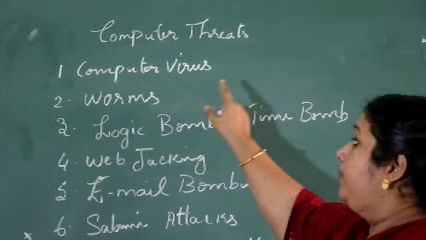 Computer Threats
1 Computer Virus
2. Worms
3. Logic Bomb Time Bomb
4. Web Jacking
5. E-mail Bomb
6. Salami Attacks